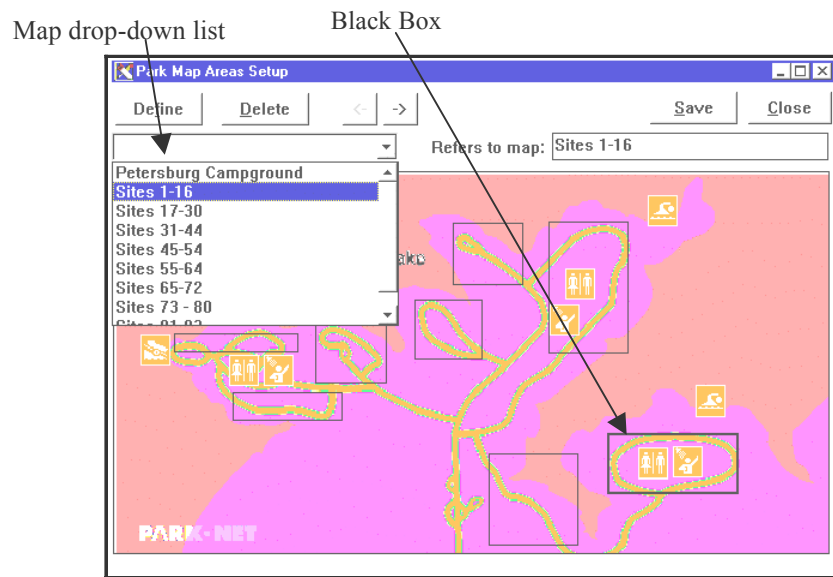 Map drop-down list
Black Box
Park Map Areas Setup
Define Delete <- -> Save Close
Refers to map: Sites 1-16
Petersburg Campground
Sites 1-16
Sites 17-30
Sites 31-44
Sites 45-54
Sites 55-64
Sites 65-72
Sites 73 - 80
PARK-NET